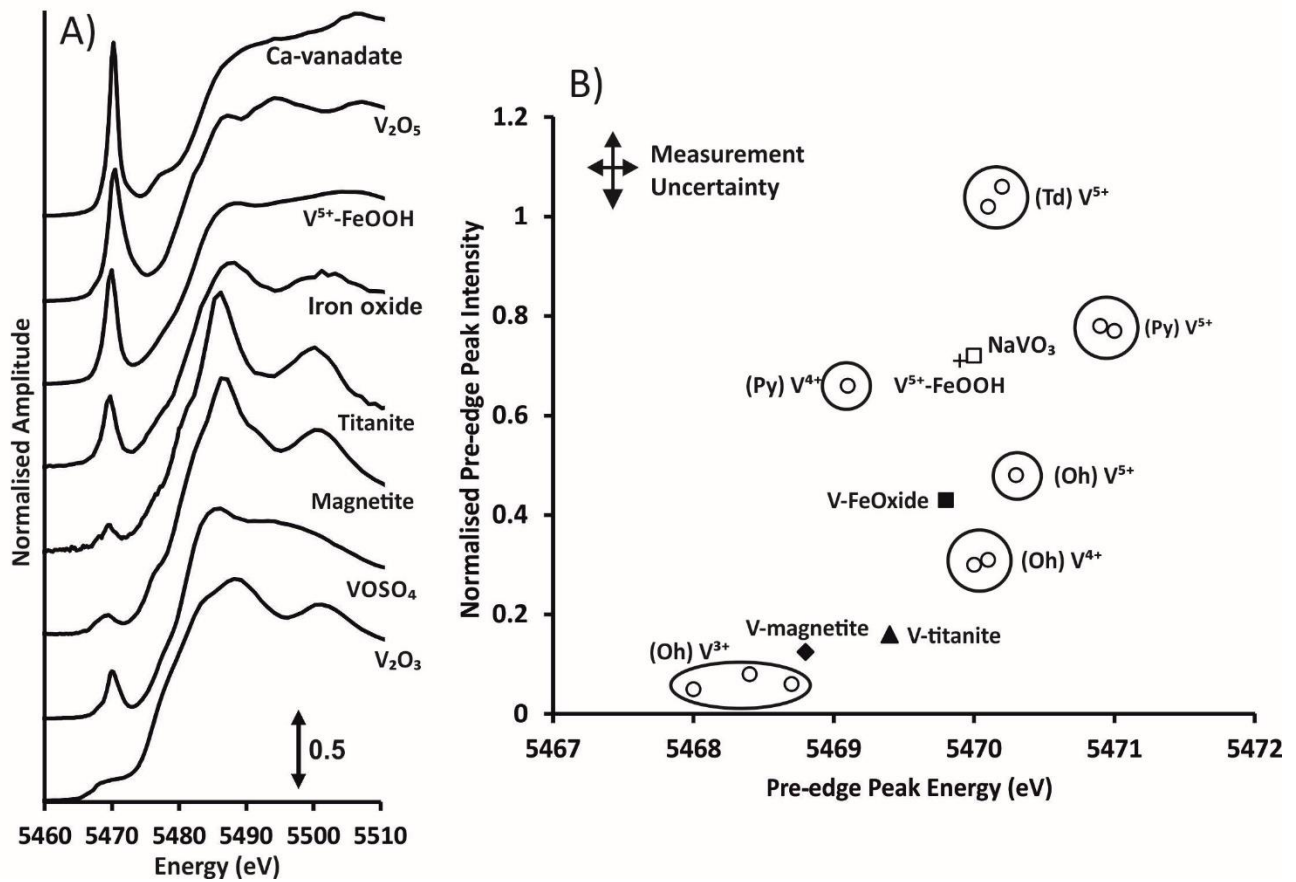 A)
Ca-vanadate
V₂O₅
V⁵⁺-FeOOH
Iron oxide
Titanite
Magnetite
VOSO₄
V₂O₃
0.5
Normalised Amplitude
5460 5470 5480 5490 5500 5510
Energy (eV)
B)
Measurement
Uncertainty
Normalised Pre-edge Peak Intensity
1.2
1
0.8
0.6
0.4
0.2
0
(Td) V⁵⁺
(Py) V⁵⁺
NaVO₃
V⁵⁺-FeOOH
(Py) V⁴⁺
(Oh) V⁵⁺
V-FeOxide
(Oh) V⁴⁺
V-magnetite
V-titanite
(Oh) V³⁺
5467 5468 5469 5470 5471 5472
Pre-edge Peak Energy (eV)